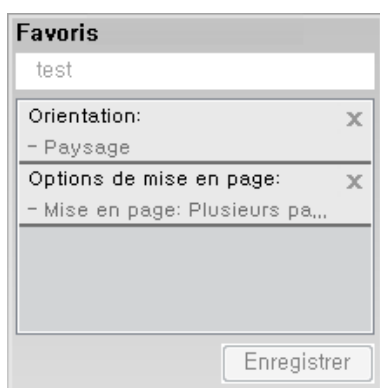 Favoris
test
Orientation: x
- Paysage
Options de mise en page: x
- Mise en page: Plusieurs pa...
Enregistrer